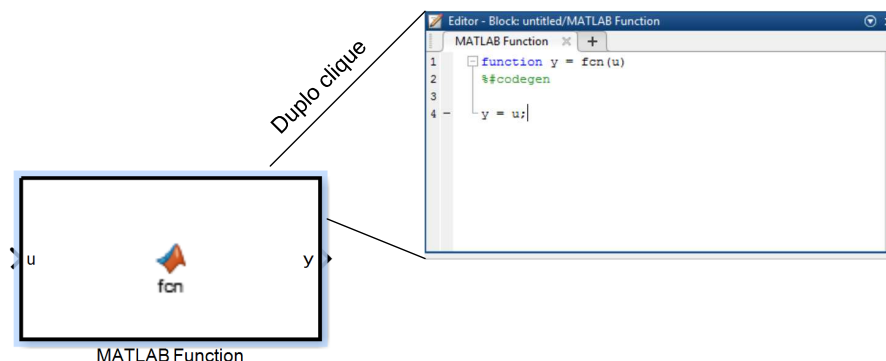 Duplo clique
Editor - Block: untitled/MATLAB Function
MATLAB Function
1 function y = fcn(u)
2 %#codegen
3
4 y = u;
u
y
fcn
MATLAB Function